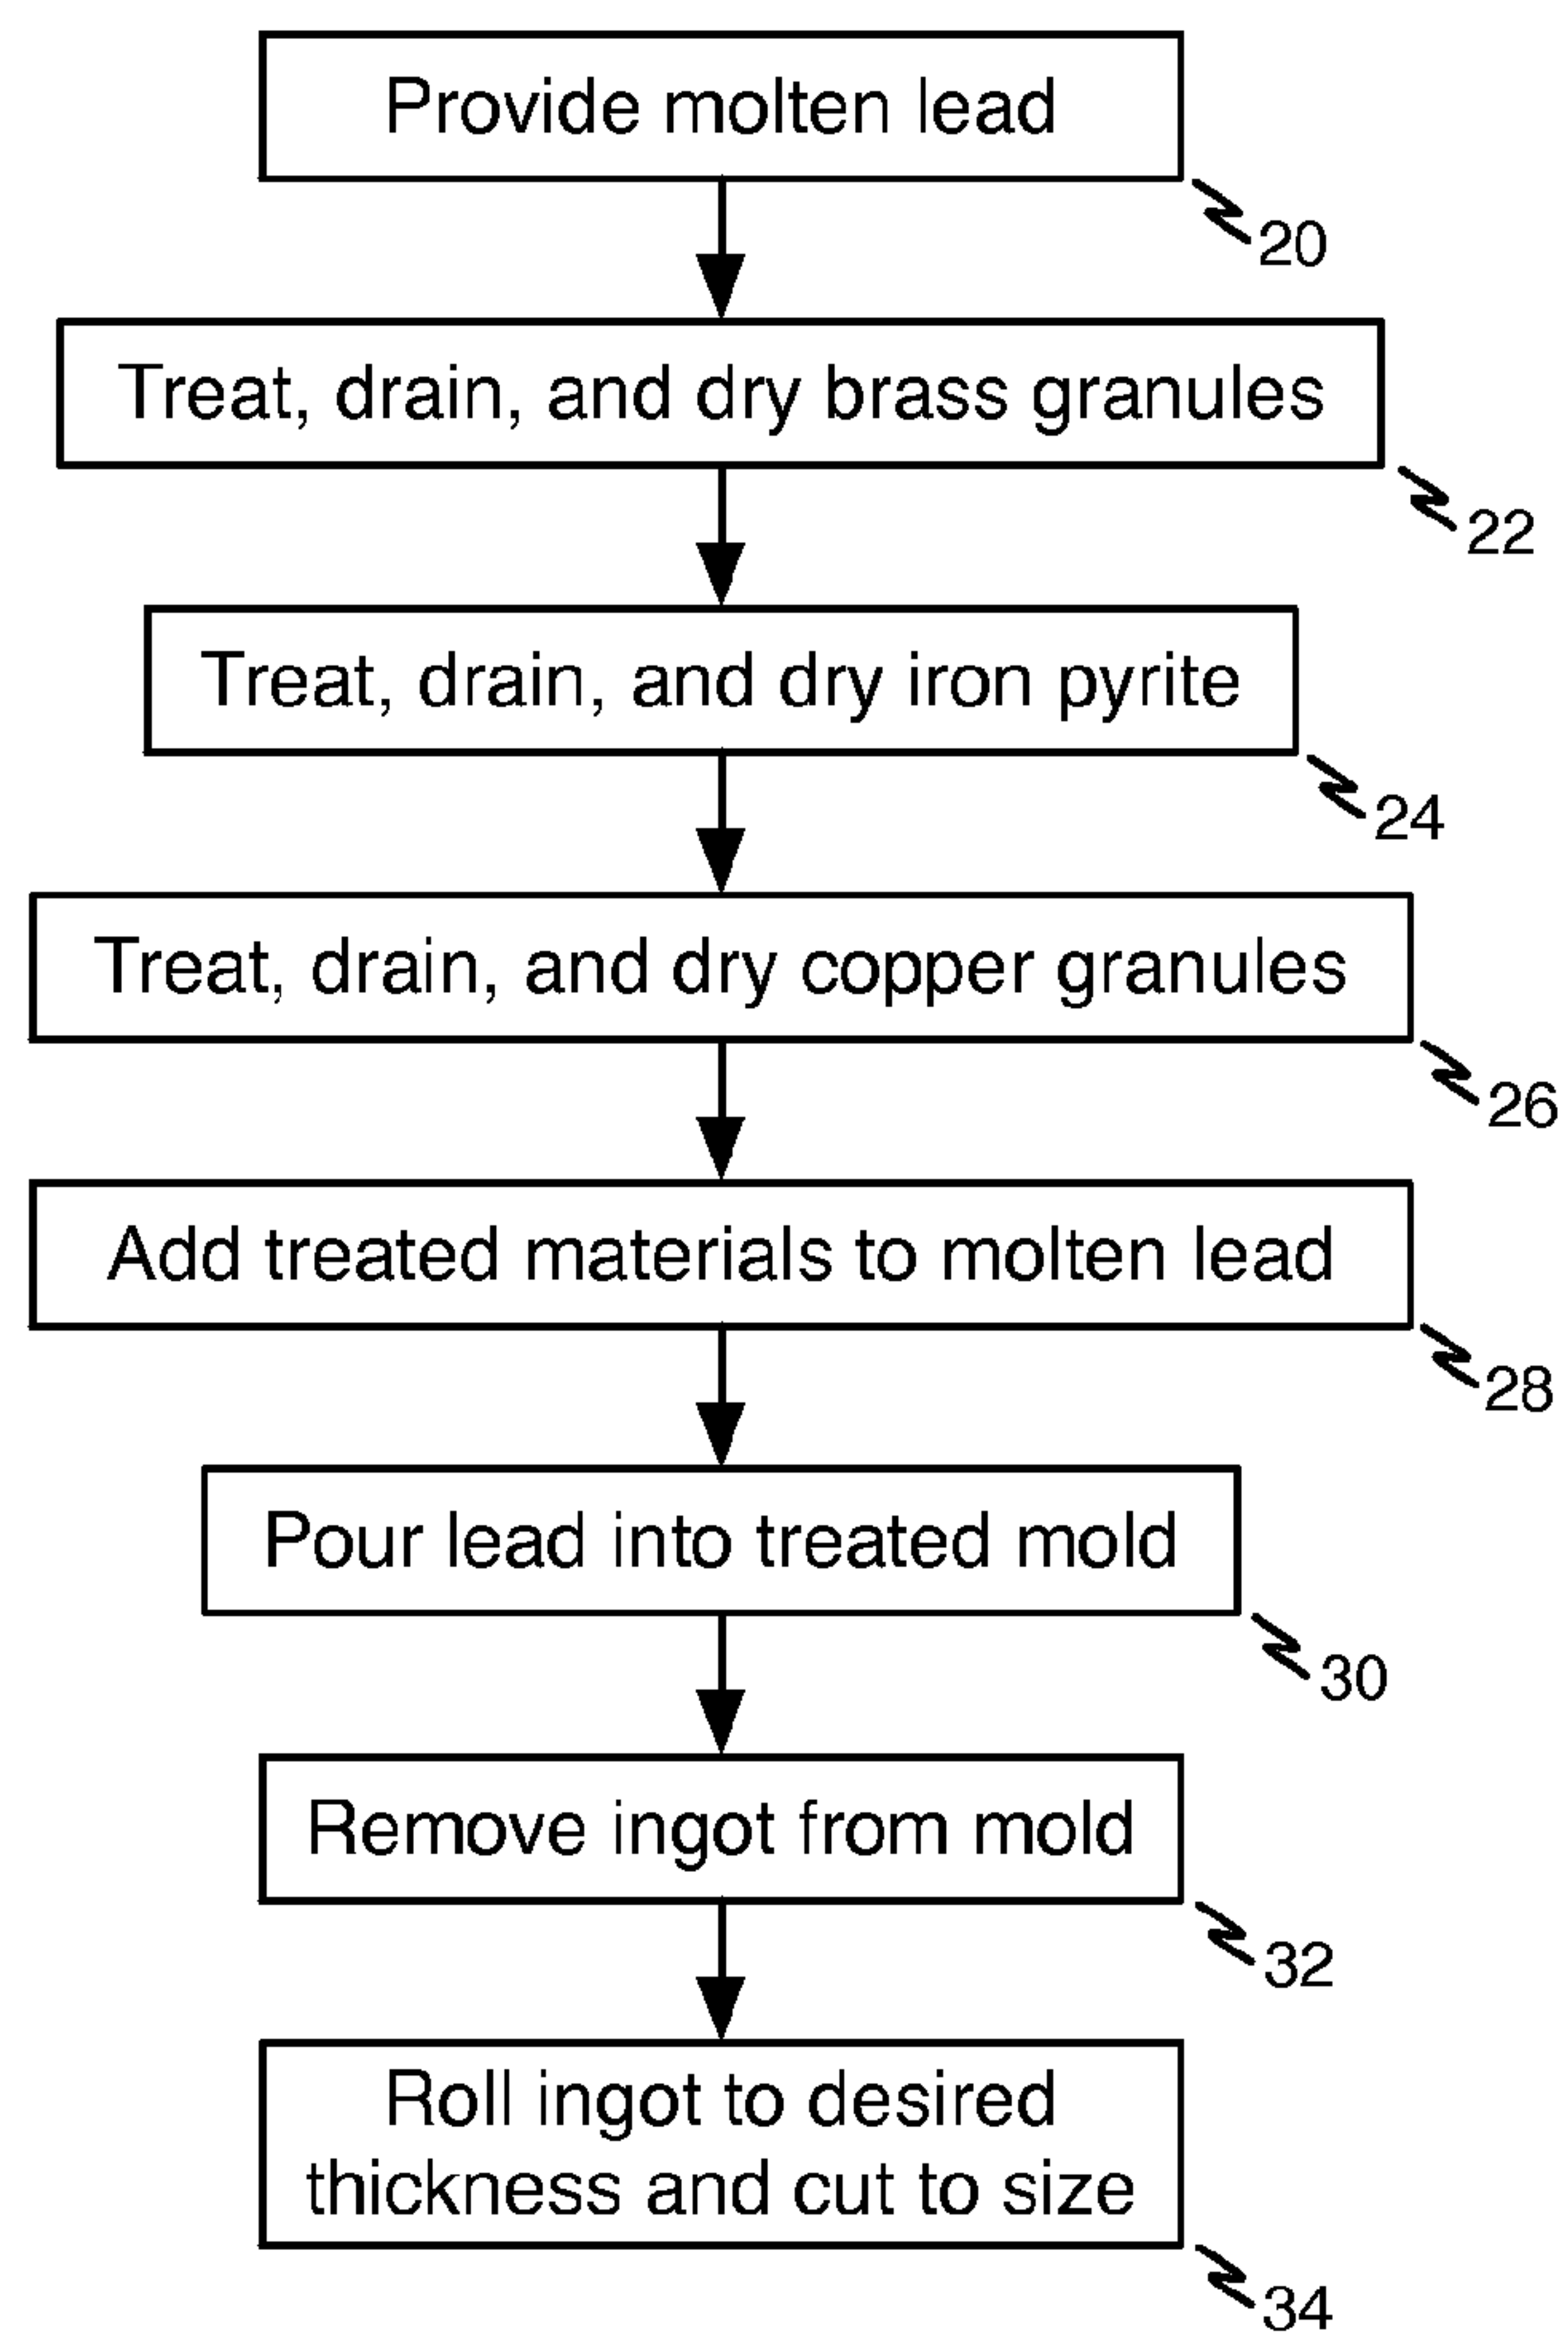 Provide molten lead
20
Treat, drain, and dry brass granules
22
Treat, drain, and dry iron pyrite
24
Treat, drain, and dry copper granules
26
Add treated materials to molten lead
28
Pour lead into treated mold
30
Remove ingot from mold
32
Roll ingot to desired
thickness and cut to size
34